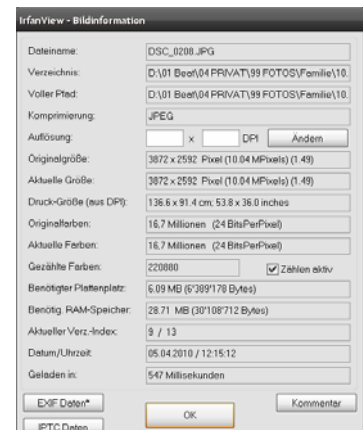 IrfanView - Bildinformation
Dateiname: DSC_0208.JPG
Verzeichnis: D:\01 Beat\04 PRIVAT\99 FOTOS\Familie\10.
Voller Pfad: D:\01 Beat\04 PRIVAT\99 FOTOS\Familie\10.
Komprimierung: JPEG
Auflösung: x DPI Ändern
Originalgröße: 3872 x 2592 Pixel (10.04 MPixels) (1.49)
Aktuelle Größe: 3872 x 2592 Pixel (10.04 MPixels) (1.49)
Druck-Größe (aus DPI): 136.6 x 91.4 cm; 53.8 x 36.0 inches
Originalfarben: 16,7 Millionen (24 BitsPerPixel)
Aktuelle Farben: 16,7 Millionen (24 BitsPerPixel)
Gezählte Farben: 220880 Zählen aktiv
Benötigter Plattenplatz: 6.09 MB (6'389'178 Bytes)
Benötig. RAM-Speicher: 28.71 MB (30'108'712 Bytes)
Aktueller Verz.-Index: 9 / 13
Datum/Uhrzeit: 05.04.2010 / 12:15:12
Geladen in: 547 Millisekunden
EXIF Daten* OK Kommentar
IPTC Daten